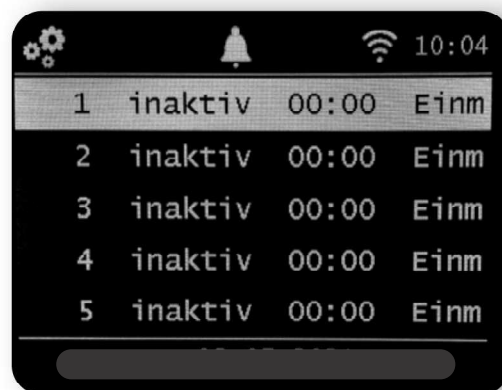 10:04
1 inaktiv 00:00 Einm
2 inaktiv 00:00 Einm
3 inaktiv 00:00 Einm
4 inaktiv 00:00 Einm
5 inaktiv 00:00 Einm